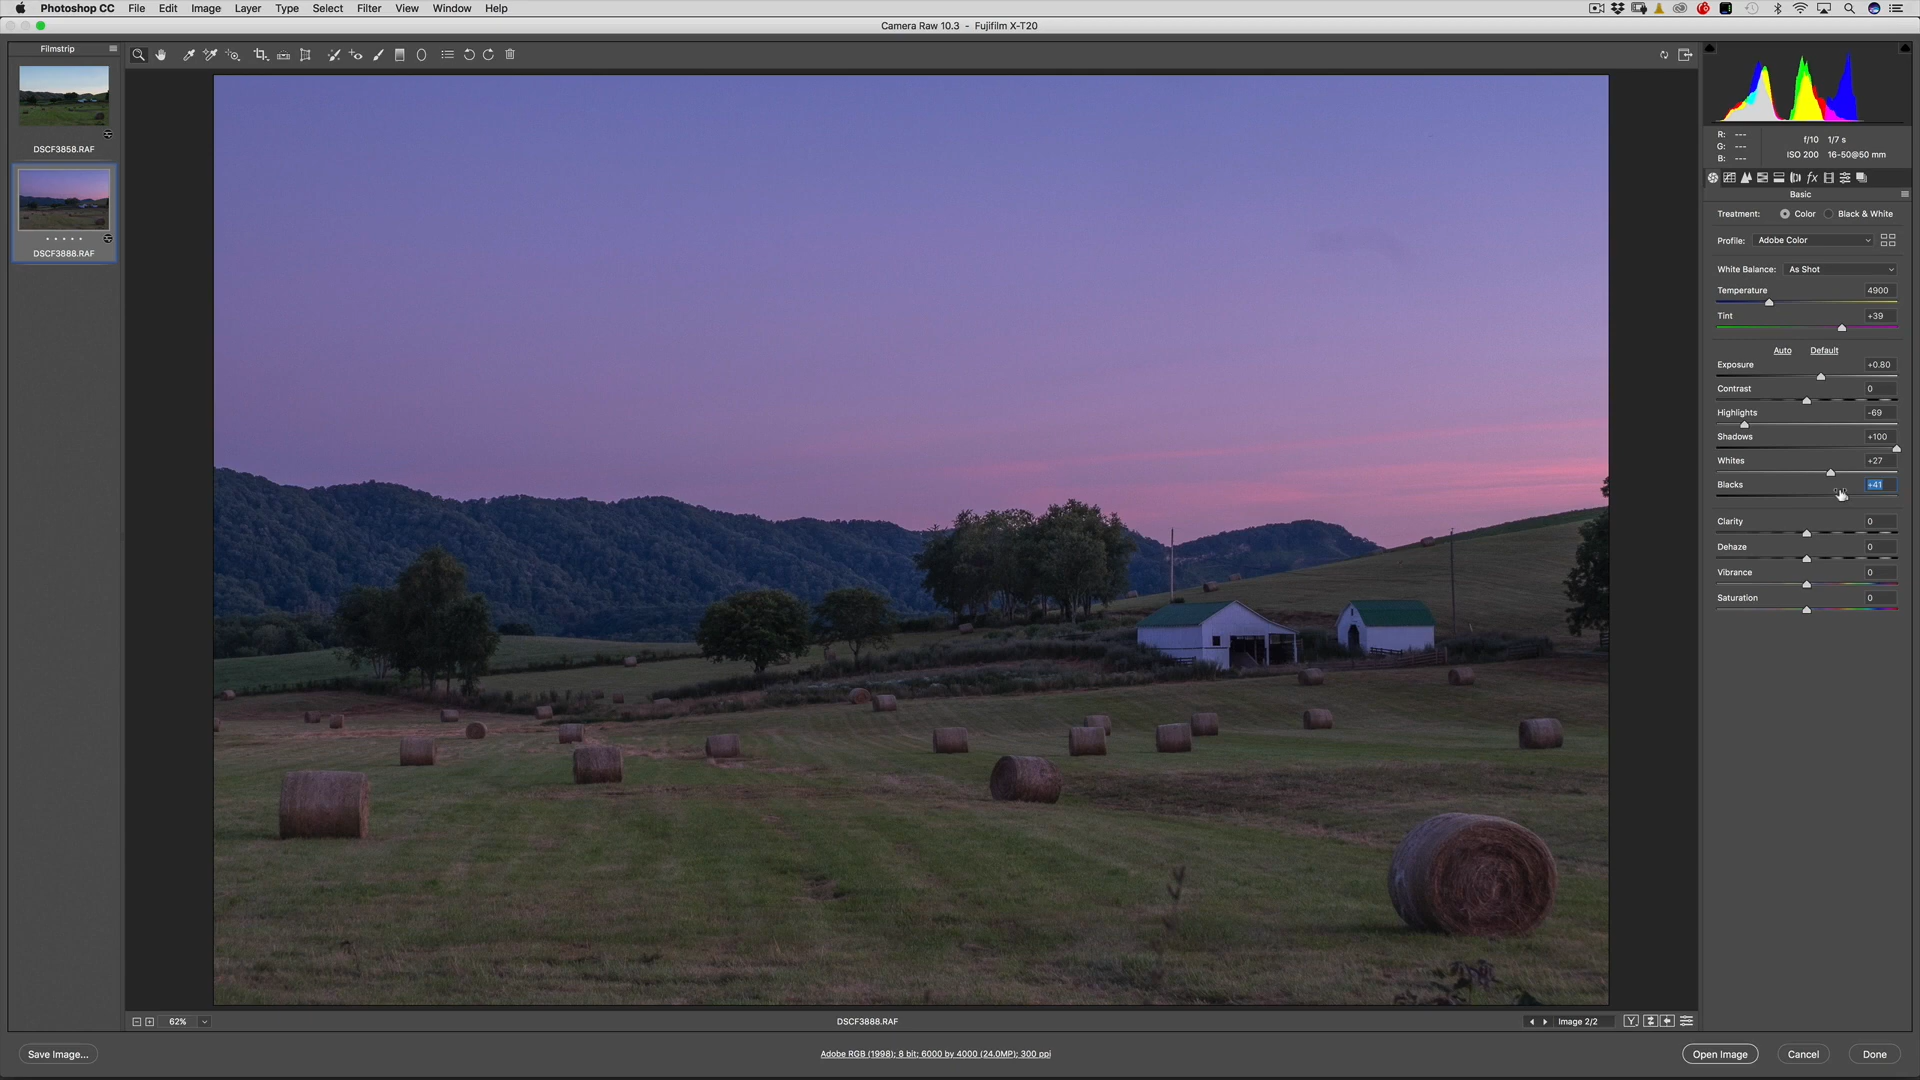 Photoshop CC File Edit Image Layer Type Select Filter View Window Help
Camera Raw 10.3 - Fujifilm X-T20
Filmstrip
DSCF3858.RAF
DSCF3888.RAF
R: ---
G: ---
B: ---
f/10 1/7 s
ISO 200 16-50@50 mm
fx
Basic
Treatment: Color Black & White
Profile: Adobe Color
White Balance: As Shot
Temperature 4900
Tint +39
Auto Default
Exposure +0.80
Contrast 0
Highlights -69
Shadows +100
Whites +27
Blacks +41
Clarity 0
Dehaze 0
Vibrance 0
Saturation 0
62%
DSCF3888.RAF
Image 2/2
Y
Save Image...
Adobe RGB (1998); 8 bit; 6000 by 4000 (24.0MP); 300 ppi
Open Image
Cancel
Done